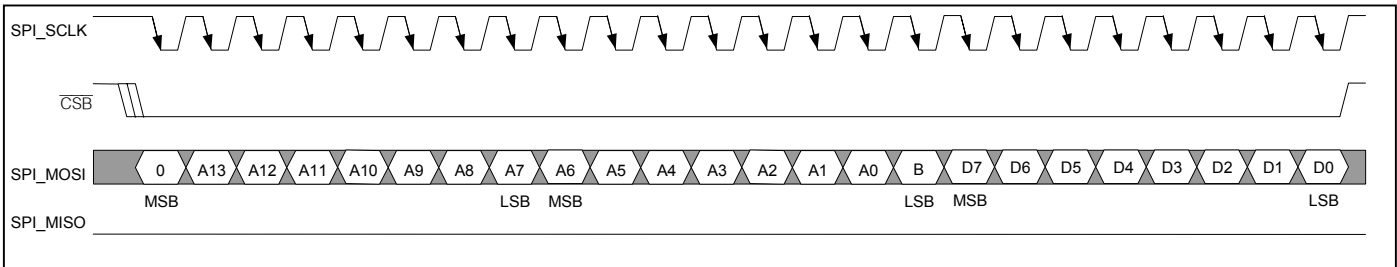 SPI_SCLK
CSB
SPI_MOSI 0 A13 A12 A11 A10 A9 A8 A7 A6 A5 A4 A3 A2 A1 A0 B D7 D6 D5 D4 D3 D2 D1 D0
MSB LSB MSB LSB MSB LSB
SPI_MISO